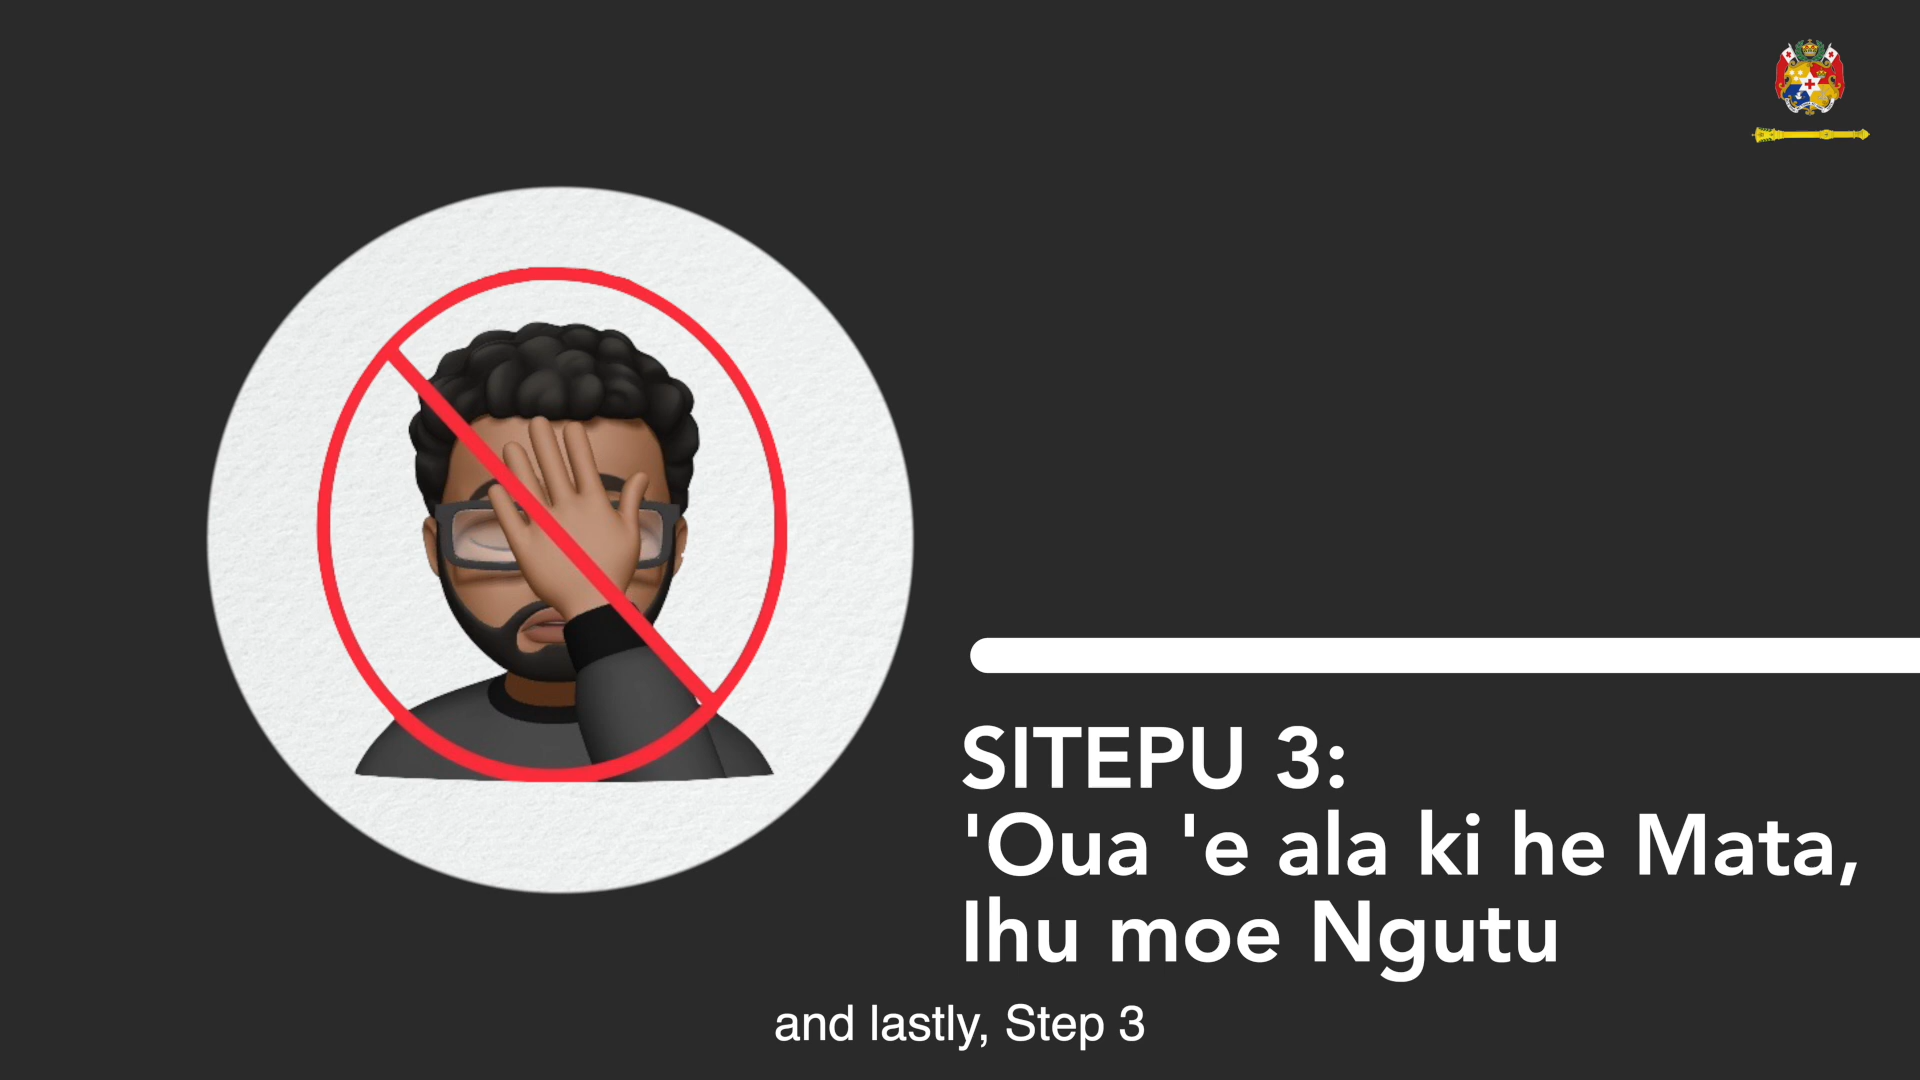 SITEPU 3:
'Oua 'e ala ki he Mata,
Ihu moe Ngutu
and lastly, Step 3